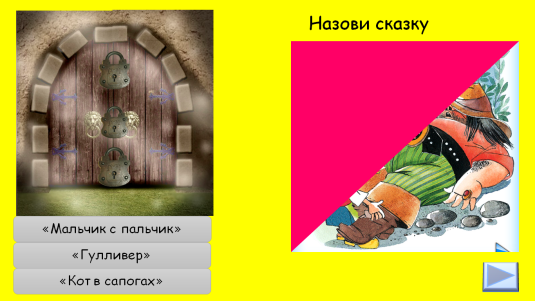 Назови сказку
«Мальчик с пальчик»
«Гулливер»
«Кот в сапогах»